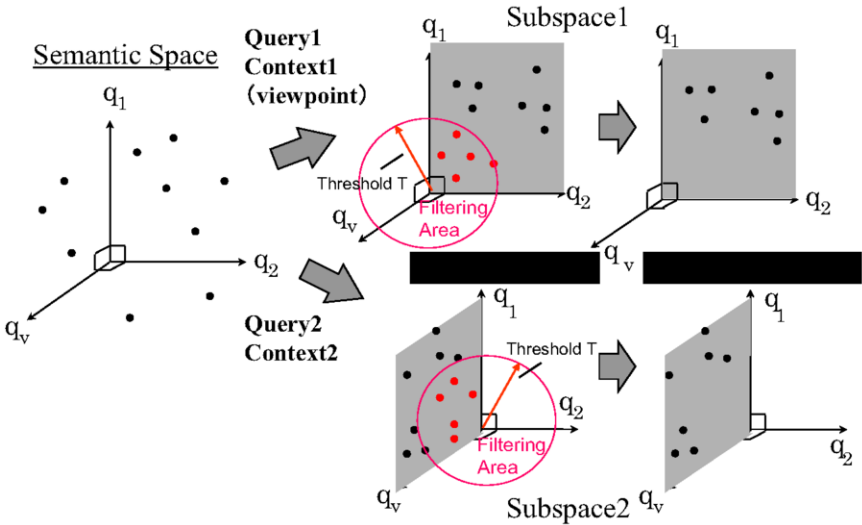 Semantic Space
q1
q2
qv
Query1
Context1
(viewpoint)
Query2
Context2
Subspace1
q1
Threshold T
Filtering
Area
q2
qv
q1
q2
qv
q1
Threshold T
q2
Filtering
Area
qv
q1
q2
qv
Subspace2